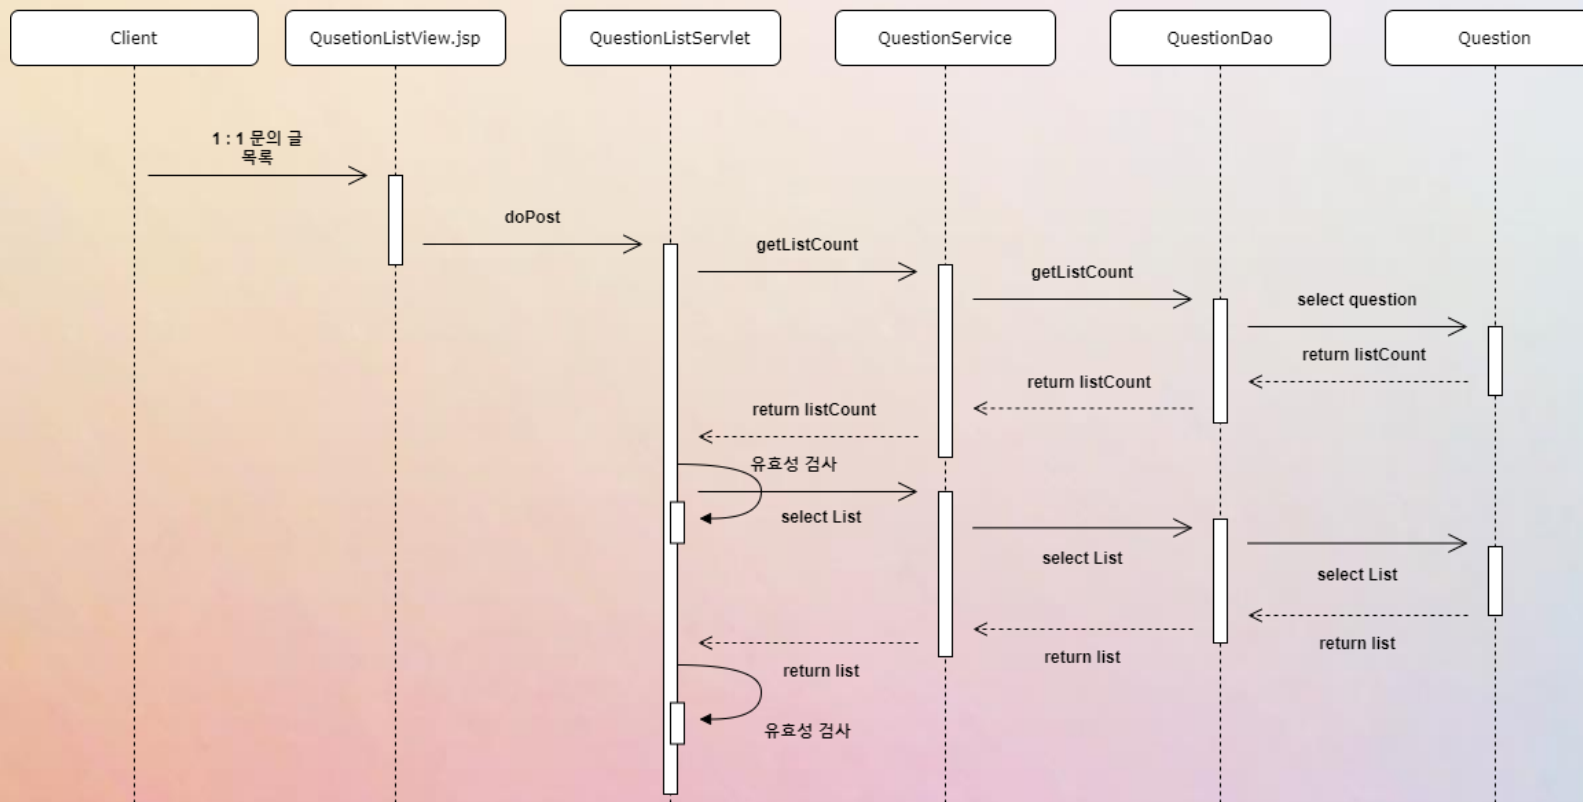 Client
QusetionListView.jsp
QuestionListServlet
QuestionService
QuestionDao
Question
1 : 1 문의 글
목록
doPost
getListCount
getListCount
select question
return listCount
return listCount
return listCount
유효성 검사
select List
select List
select List
return list
return list
return list
유효성 검사